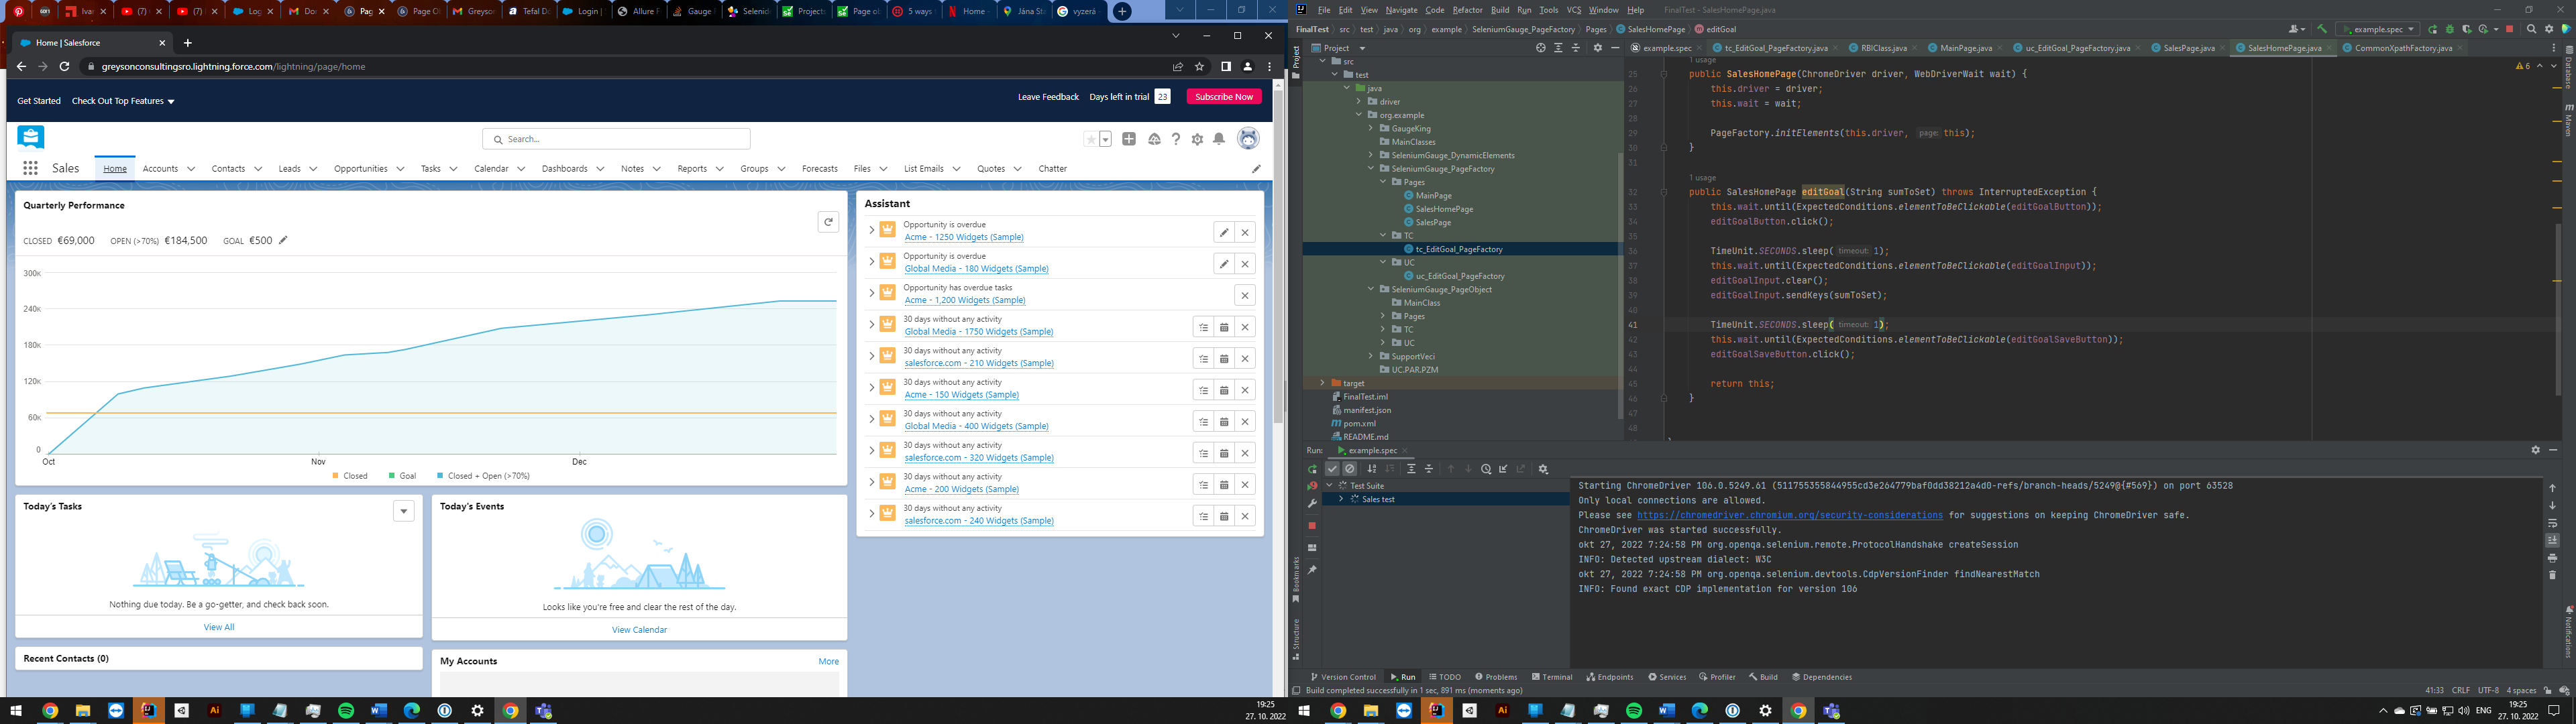 Home | Salesforce
greysonconsultingsro.lightning.force.com/lightning/page/home
Get Started Check Out Top Features
Leave Feedback Days left in trial 23 Subscribe Now
Search...
Sales Home Accounts Contacts Leads Opportunities Tasks Calendar Dashboards Notes Reports Groups Forecasts Files List Emails Quotes Chatter
Quarterly Performance
CLOSED €69,000 OPEN (>70%) €184,500 GOAL €500
300K
240K
180K
120K
60K
0
Oct Nov Dec
Closed Goal Closed + Open (>70%)
Assistant
Opportunity is overdue
Acme - 1250 Widgets (Sample)
Opportunity is overdue
Global Media - 180 Widgets (Sample)
Opportunity has overdue tasks
Acme - 1,200 Widgets (Sample)
30 days without any activity
Global Media - 1750 Widgets (Sample)
30 days without any activity
salesforce.com - 210 Widgets (Sample)
30 days without any activity
Acme - 150 Widgets (Sample)
30 days without any activity
Global Media - 400 Widgets (Sample)
30 days without any activity
salesforce.com - 320 Widgets (Sample)
30 days without any activity
Acme - 200 Widgets (Sample)
30 days without any activity
salesforce.com - 240 Widgets (Sample)
Today's Tasks
Nothing due today. Be a go-getter, and check back soon.
View All
Today's Events
Looks like you're free and clear the rest of the day.
View Calendar
Recent Contacts (0)
My Accounts More
19:25
27. 10. 2022
File Edit View Navigate Code Refactor Build Run Tools VCS Window Help FinalTest - SalesHomePage.java
FinalTest src test java org example SeleniumGauge_PageFactory Pages SalesHomePage editGoal
example.spec
Project
example.spec tc_EditGoal_PageFactory.java RBIClass.java MainPage.java uc_EditGoal_PageFactory.java SalesPage.java SalesHomePage.java CommonXpathFactory.java
src
test
java
driver
org.example
GaugeKing
MainClasses
SeleniumGauge_DynamicElements
SeleniumGauge_PageFactory
Pages
MainPage
SalesHomePage
SalesPage
TC
tc_EditGoal_PageFactory
UC
uc_EditGoal_PageFactory
SeleniumGauge_PageObject
MainClass
Pages
TC
UC
SupportVeci
UC.PAR.PZM
target
FinalTest.iml
manifest.json
pom.xml
README.md
1 usage
25 public SalesHomePage(ChromeDriver driver, WebDriverWait wait) {
26 this.driver = driver;
27 this.wait = wait;
28
29 PageFactory.initElements(this.driver, page: this);
30 }
31
1 usage
32 public SalesHomePage editGoal(String sumToSet) throws InterruptedException {
33 this.wait.until(ExpectedConditions.elementToBeClickable(editGoalButton));
34 editGoalButton.click();
35
36 TimeUnit.SECONDS.sleep( timeout: 1);
37 this.wait.until(ExpectedConditions.elementToBeClickable(editGoalInput));
38 editGoalInput.clear();
39 editGoalInput.sendKeys(sumToSet);
40
41 TimeUnit.SECONDS.sleep( timeout: 1);
42 this.wait.until(ExpectedConditions.elementToBeClickable(editGoalSaveButton));
43 editGoalSaveButton.click();
44
45 return this;
46 }
47
6
Database
Maven
Notifications
Project
Bookmarks
Structure
Run: example.spec
Test Suite
Sales test
Starting ChromeDriver 106.0.5249.61 (511755355844955cd3e264779baf0dd38212a4d0-refs/branch-heads/5249@{#569}) on port 63528
Only local connections are allowed.
Please see https://chromedriver.chromium.org/security-considerations for suggestions on keeping ChromeDriver safe.
ChromeDriver was started successfully.
okt 27, 2022 7:24:58 PM org.openqa.selenium.remote.ProtocolHandshake createSession
INFO: Detected upstream dialect: W3C
okt 27, 2022 7:24:58 PM org.openqa.selenium.devtools.CdpVersionFinder findNearestMatch
INFO: Found exact CDP implementation for version 106
Version Control Run TODO Problems Terminal Endpoints Services Profiler Build Dependencies
Build completed successfully in 1 sec, 891 ms (moments ago)
41:33 CRLF UTF-8 4 spaces
ENG
19:25
27. 10. 2022